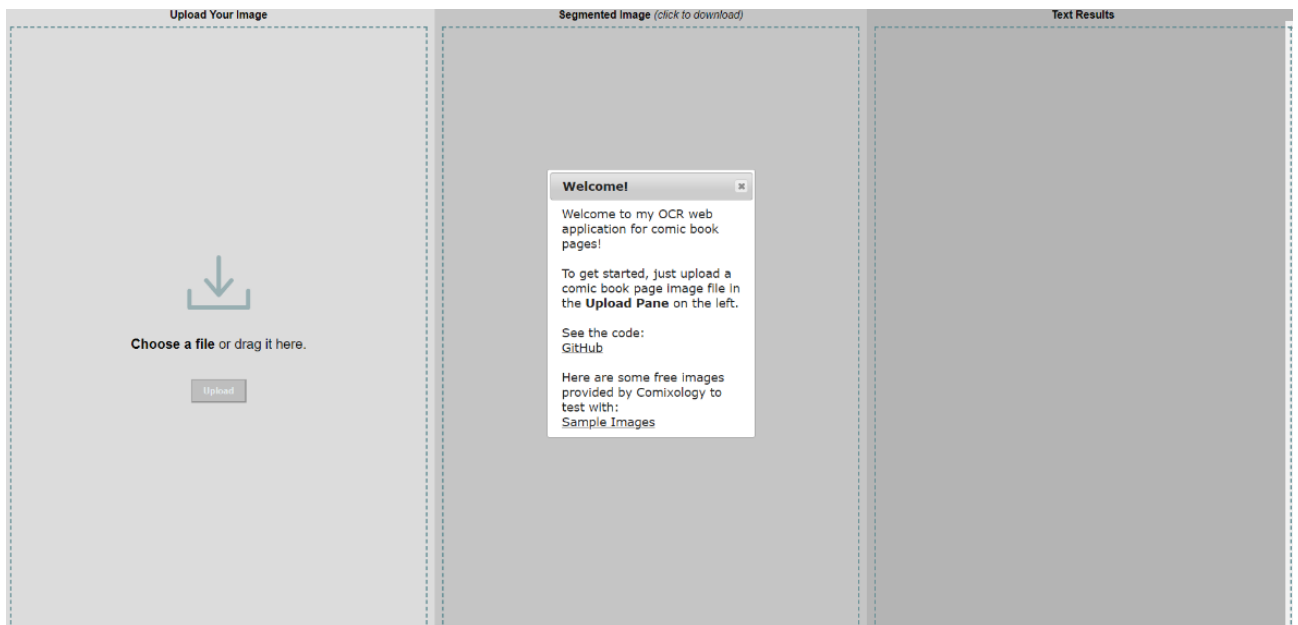 Upload Your Image
Segmented Image (click to download)
Text Results
Choose a file or drag it here.
Upload
Welcome!
Welcome to my OCR web
application for comic book
pages!
To get started, just upload a
comic book page image file in
the Upload Pane on the left.
See the code:
GitHub
Here are some free images
provided by Comixology to
test with:
Sample Images